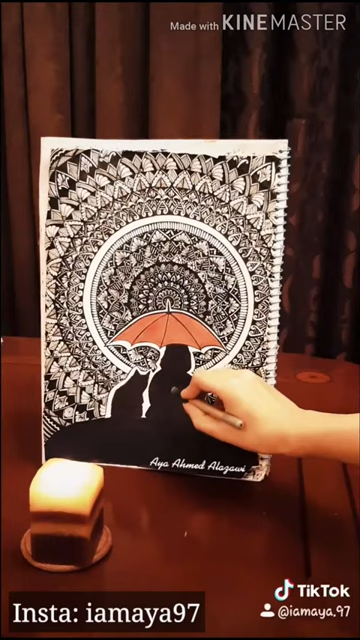 Made with KINEMASTER
Aya Ahmed Alazawi
TikTok
@iamaya.97
Insta: iamaya97